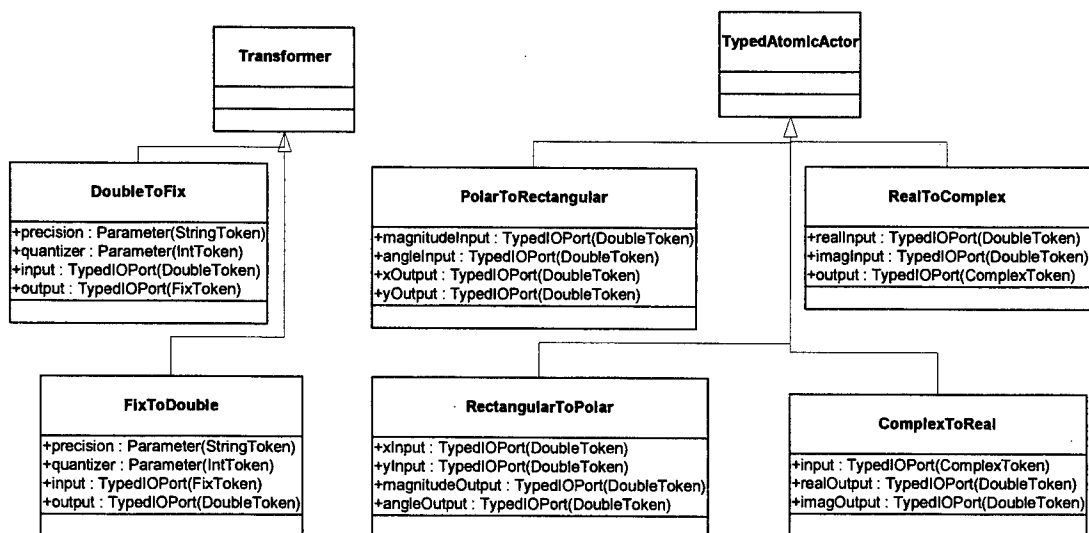 Transformer
TypedAtomicActor
DoubleToFix
+precision : Parameter(StringToken)
+quantizer : Parameter(IntToken)
+input : TypedIOPort(DoubleToken)
+output : TypedIOPort(FixToken)
PolarToRectangular
+magnitudeInput : TypedIOPort(DoubleToken)
+angleInput : TypedIOPort(DoubleToken)
+xOutput : TypedIOPort(DoubleToken)
+yOutput : TypedIOPort(DoubleToken)
RealToComplex
+realInput : TypedIOPort(DoubleToken)
+imagInput : TypedIOPort(DoubleToken)
+output : TypedIOPort(ComplexToken)
FixToDouble
+precision : Parameter(StringToken)
+quantizer : Parameter(IntToken)
+input : TypedIOPort(FixToken)
+output : TypedIOPort(DoubleToken)
RectangularToPolar
+xInput : TypedIOPort(DoubleToken)
+yInput : TypedIOPort(DoubleToken)
+magnitudeOutput : TypedIOPort(DoubleToken)
+angleOutput : TypedIOPort(DoubleToken)
ComplexToReal
+input : TypedIOPort(ComplexToken)
+realOutput : TypedIOPort(DoubleToken)
+imagOutput : TypedIOPort(DoubleToken)